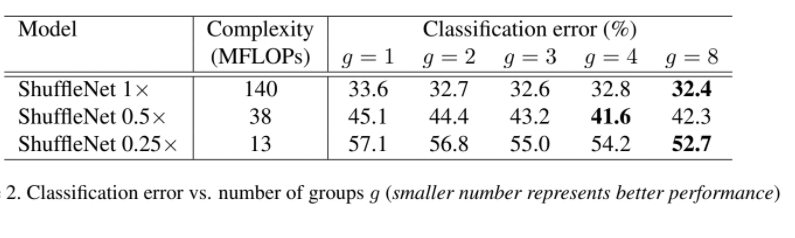 Model Complexity Classification error (%)
(MFLOPs) g = 1 g = 2 g = 3 g = 4 g = 8
ShuffleNet 1× 140 33.6 32.7 32.6 32.8 32.4
ShuffleNet 0.5× 38 45.1 44.4 43.2 41.6 42.3
ShuffleNet 0.25× 13 57.1 56.8 55.0 54.2 52.7
2. Classification error vs. number of groups g (smaller number represents better performance)